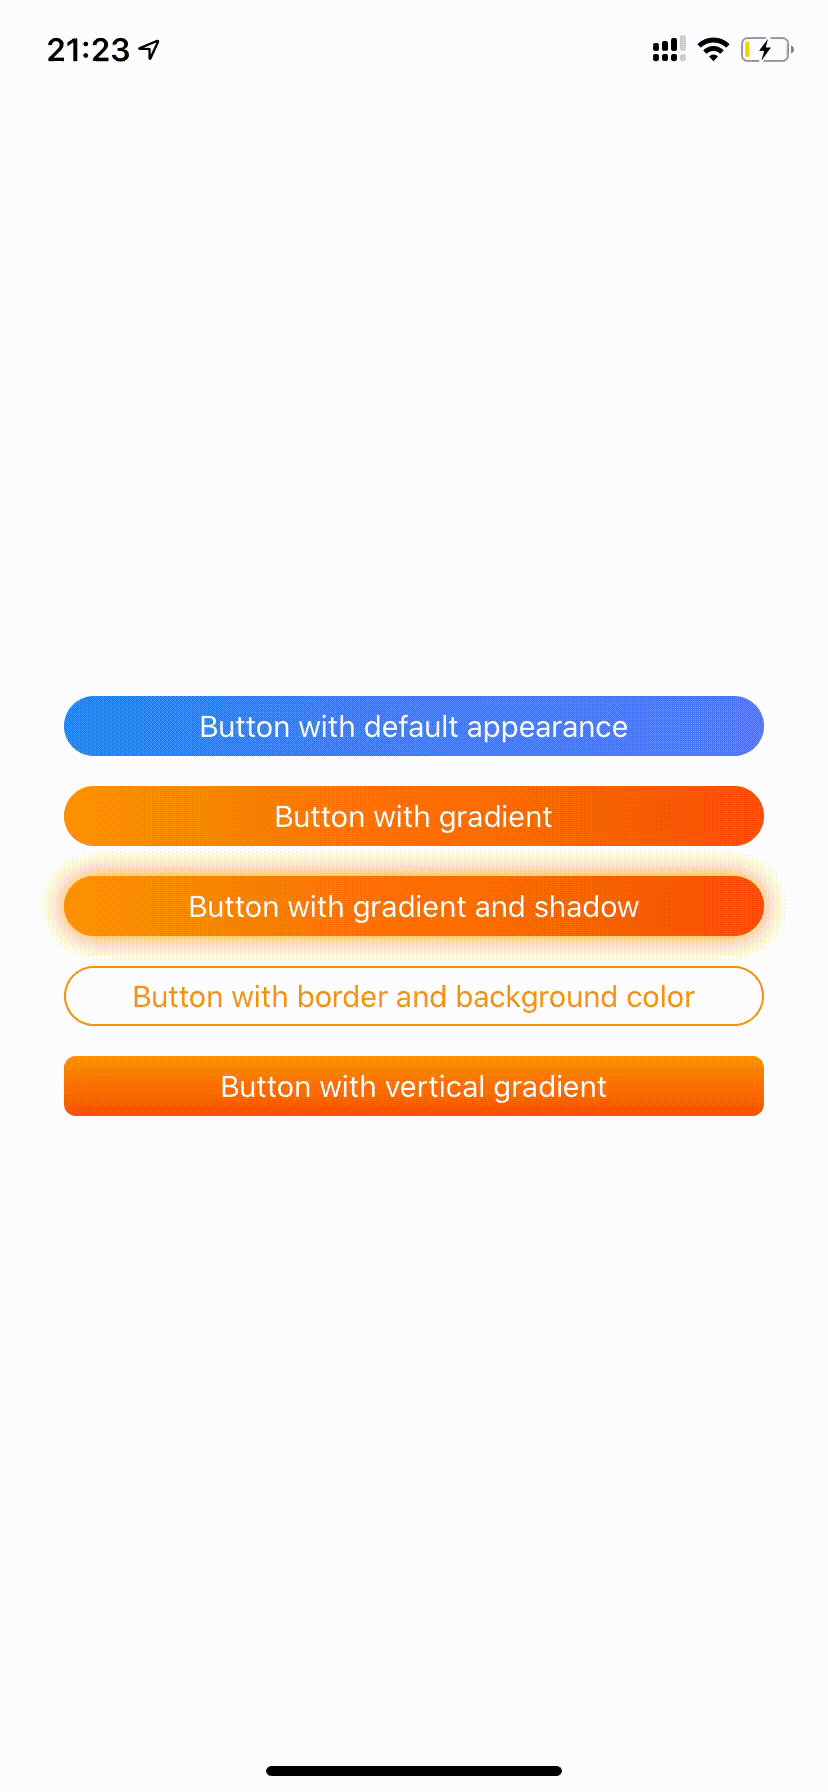 21:23
Button with default appearance
Button with gradient
Button with gradient and shadow
Button with border and background color
Button with vertical gradient